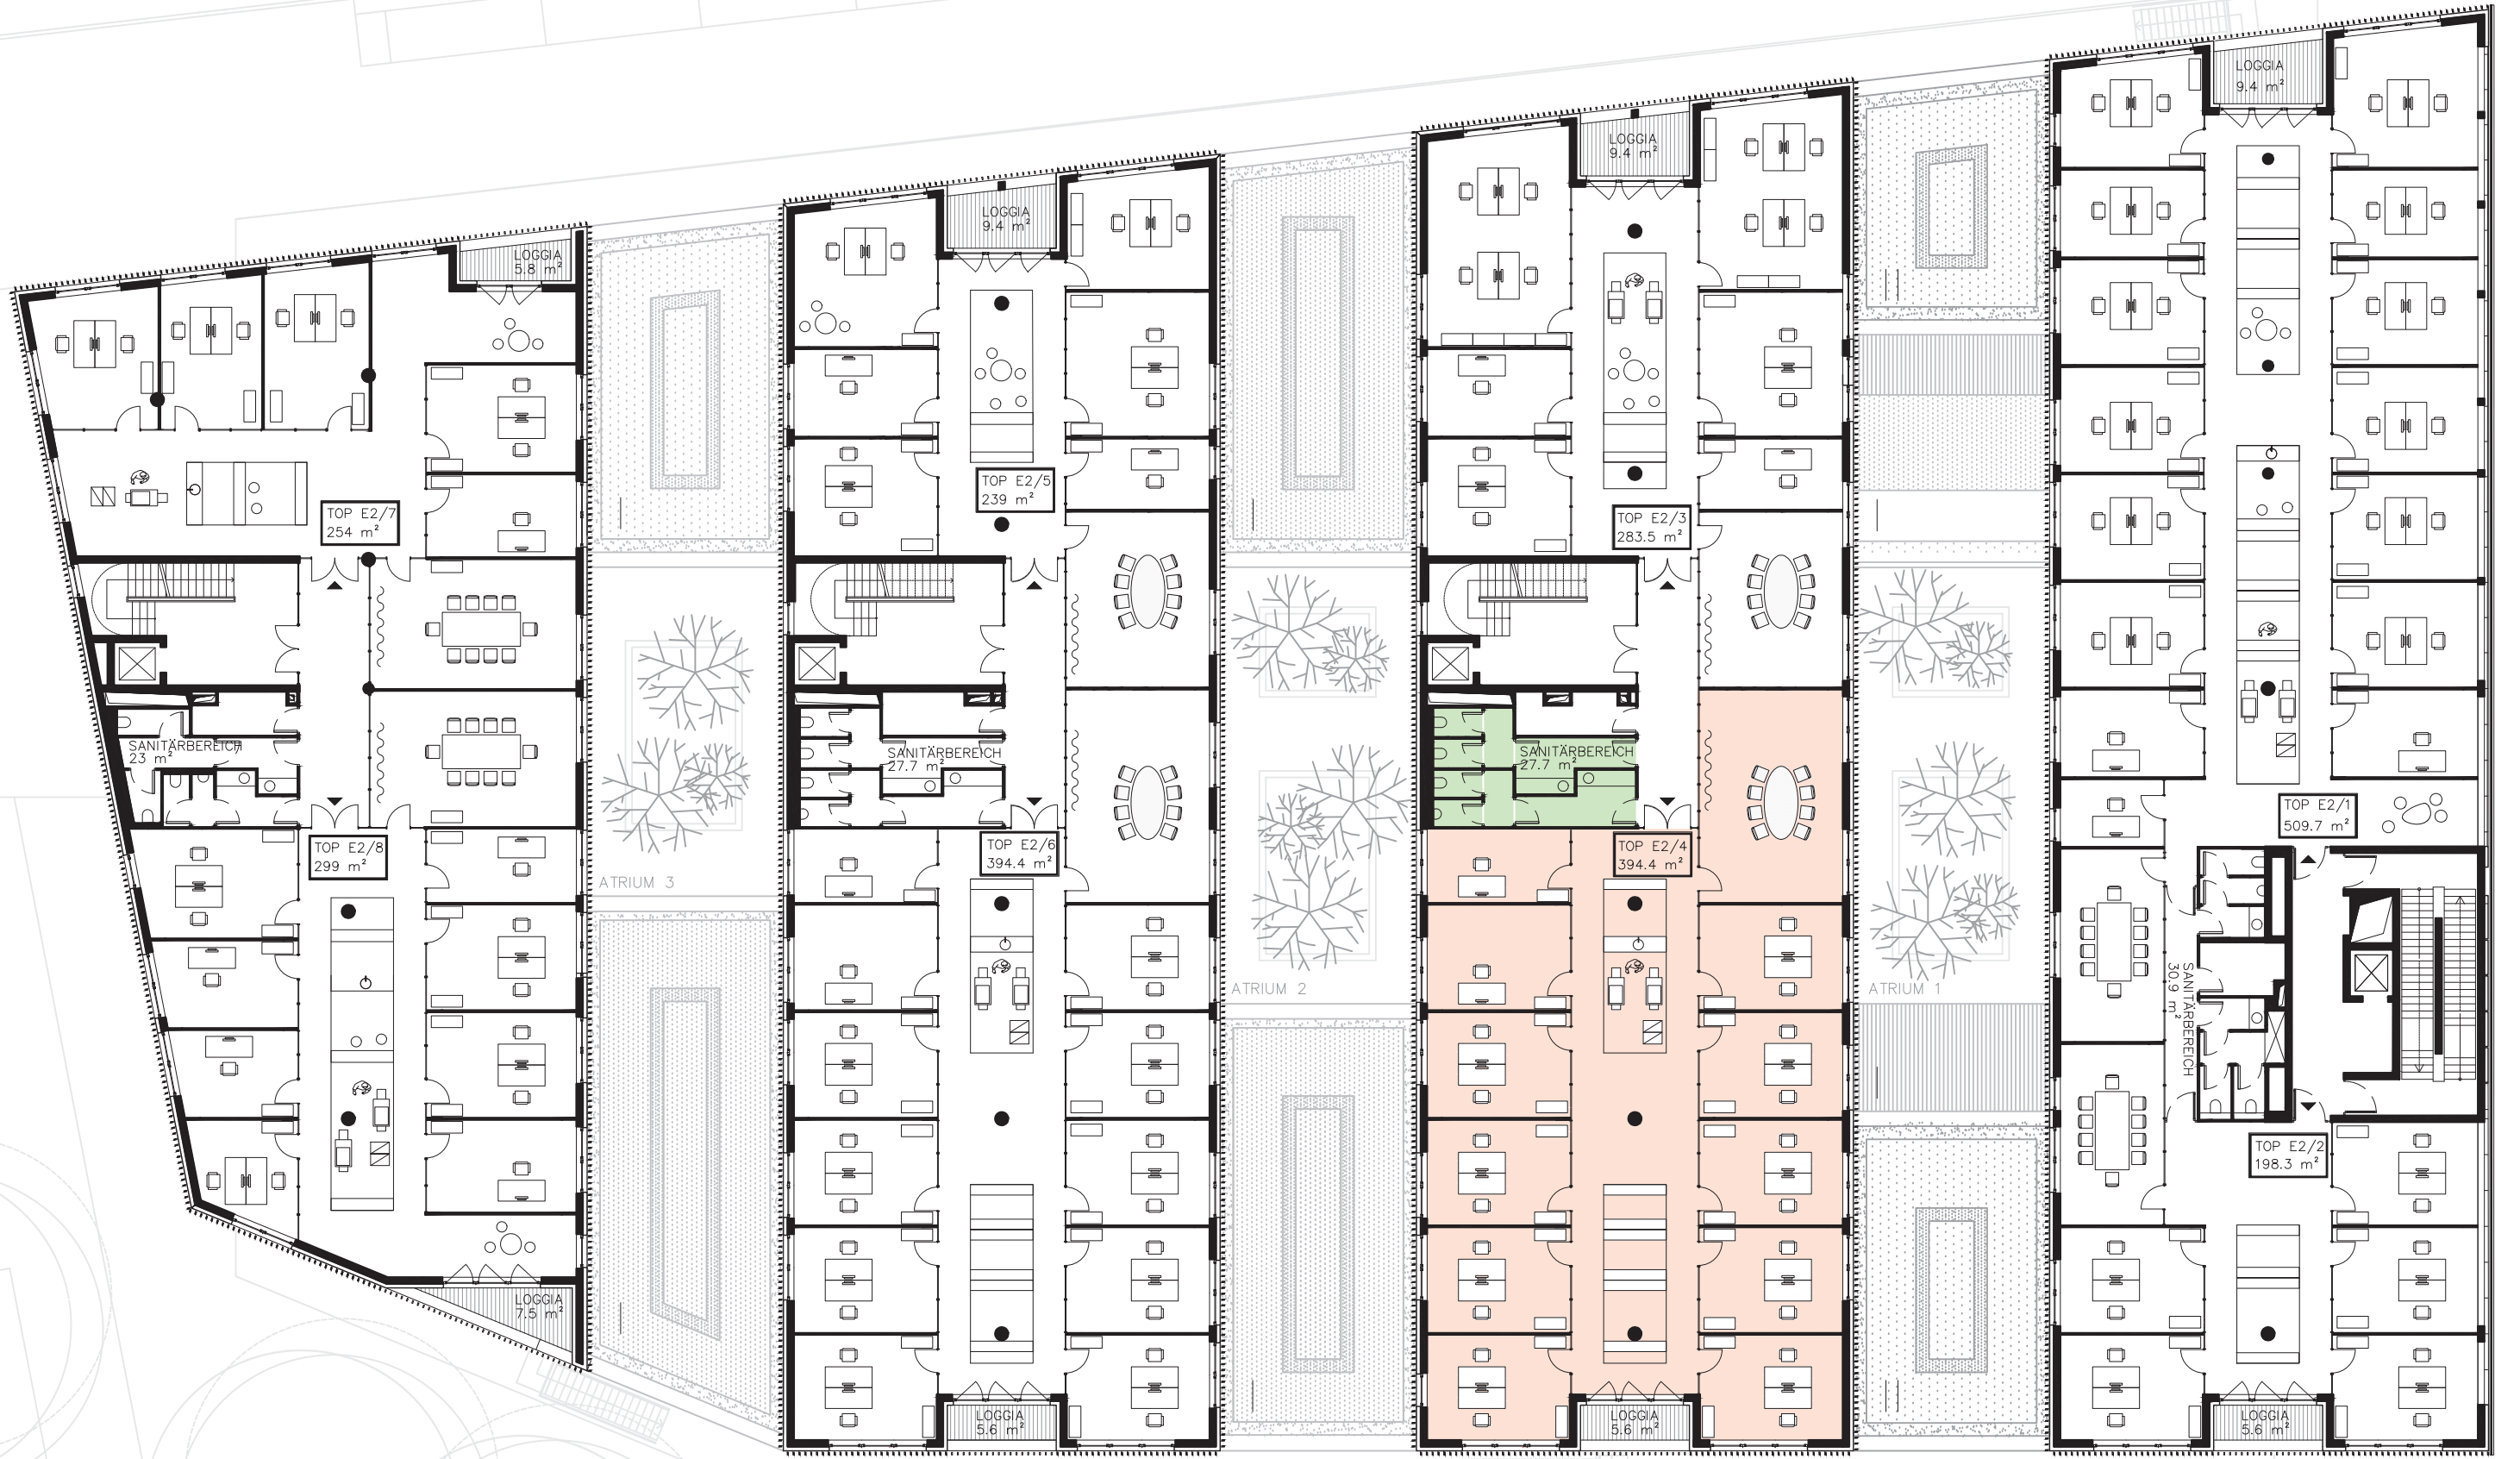 LOGGIA
9.4 m²
LOGGIA
9.4 m²
LOGGIA
9.4 m²
LOGGIA
5.8 m²
TOP E2/7
254 m²
TOP E2/5
239 m²
TOP E2/3
283.5 m²
SANITÄRBEREICH
23 m²
SANITÄRBEREICH
27.7 m²
SANITÄRBEREICH
27.7 m²
TOP E2/1
509.7 m²
TOP E2/8
299 m²
TOP E2/6
394.4 m²
TOP E2/4
394.4 m²
ATRIUM 3
ATRIUM 2
ATRIUM 1
SANITÄRBEREICH
30.9 m²
TOP E2/2
198.3 m²
LOGGIA
7.5 m²
LOGGIA
5.6 m²
LOGGIA
5.6 m²
LOGGIA
5.6 m²